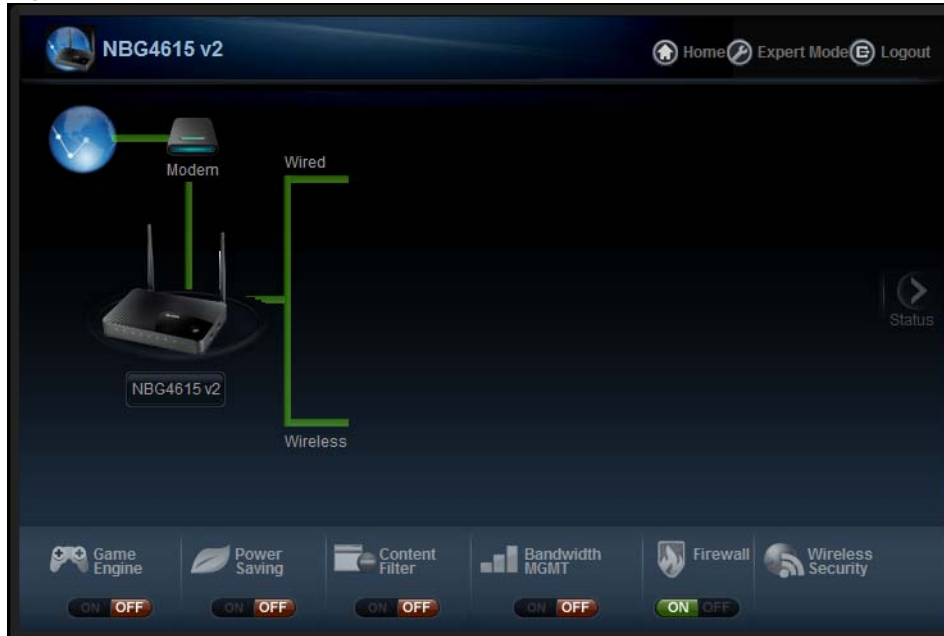 NBG4615 v2
Home
Expert Mode
Logout
Modem
Wired
NBG4615 v2
Wireless
Status
Game
Engine
Power
Saving
Content
Filter
Bandwidth
MGMT
Firewall
Wireless
Security
ON OFF
ON OFF
ON OFF
ON OFF
ON OFF